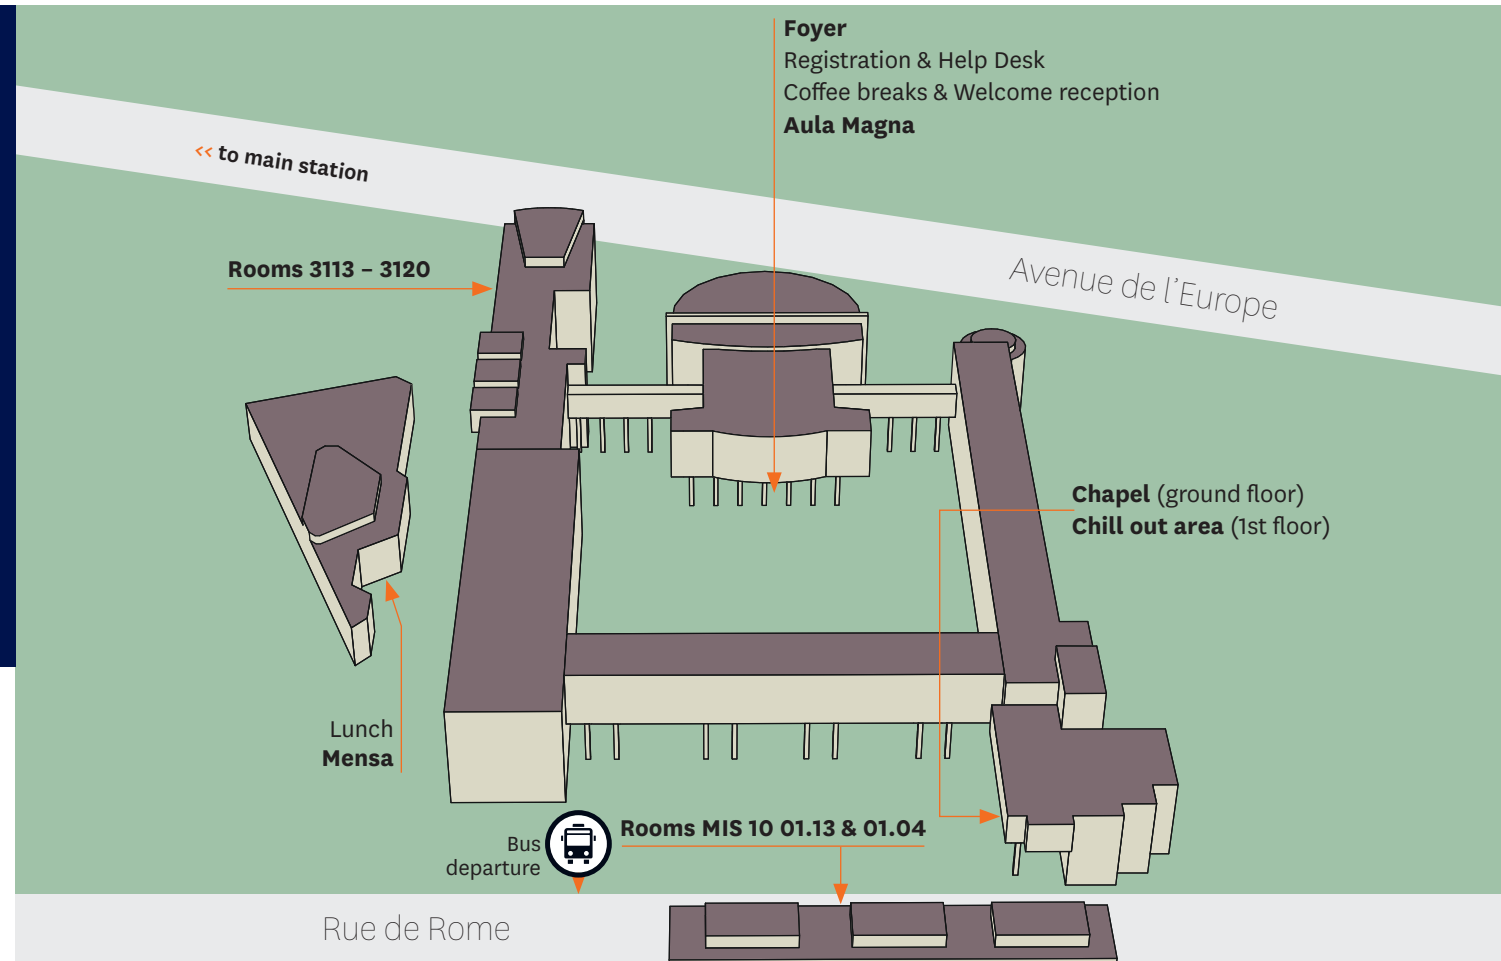 Foyer
Registration & Help Desk
Coffee breaks & Welcome reception
Aula Magna
<< to main station
Rooms 3113 – 3120
Avenue de l'Europe
Chapel (ground floor)
Chill out area (1st floor)
Lunch
Mensa
Bus
departure
Rooms MIS 10 01.13 & 01.04
Rue de Rome